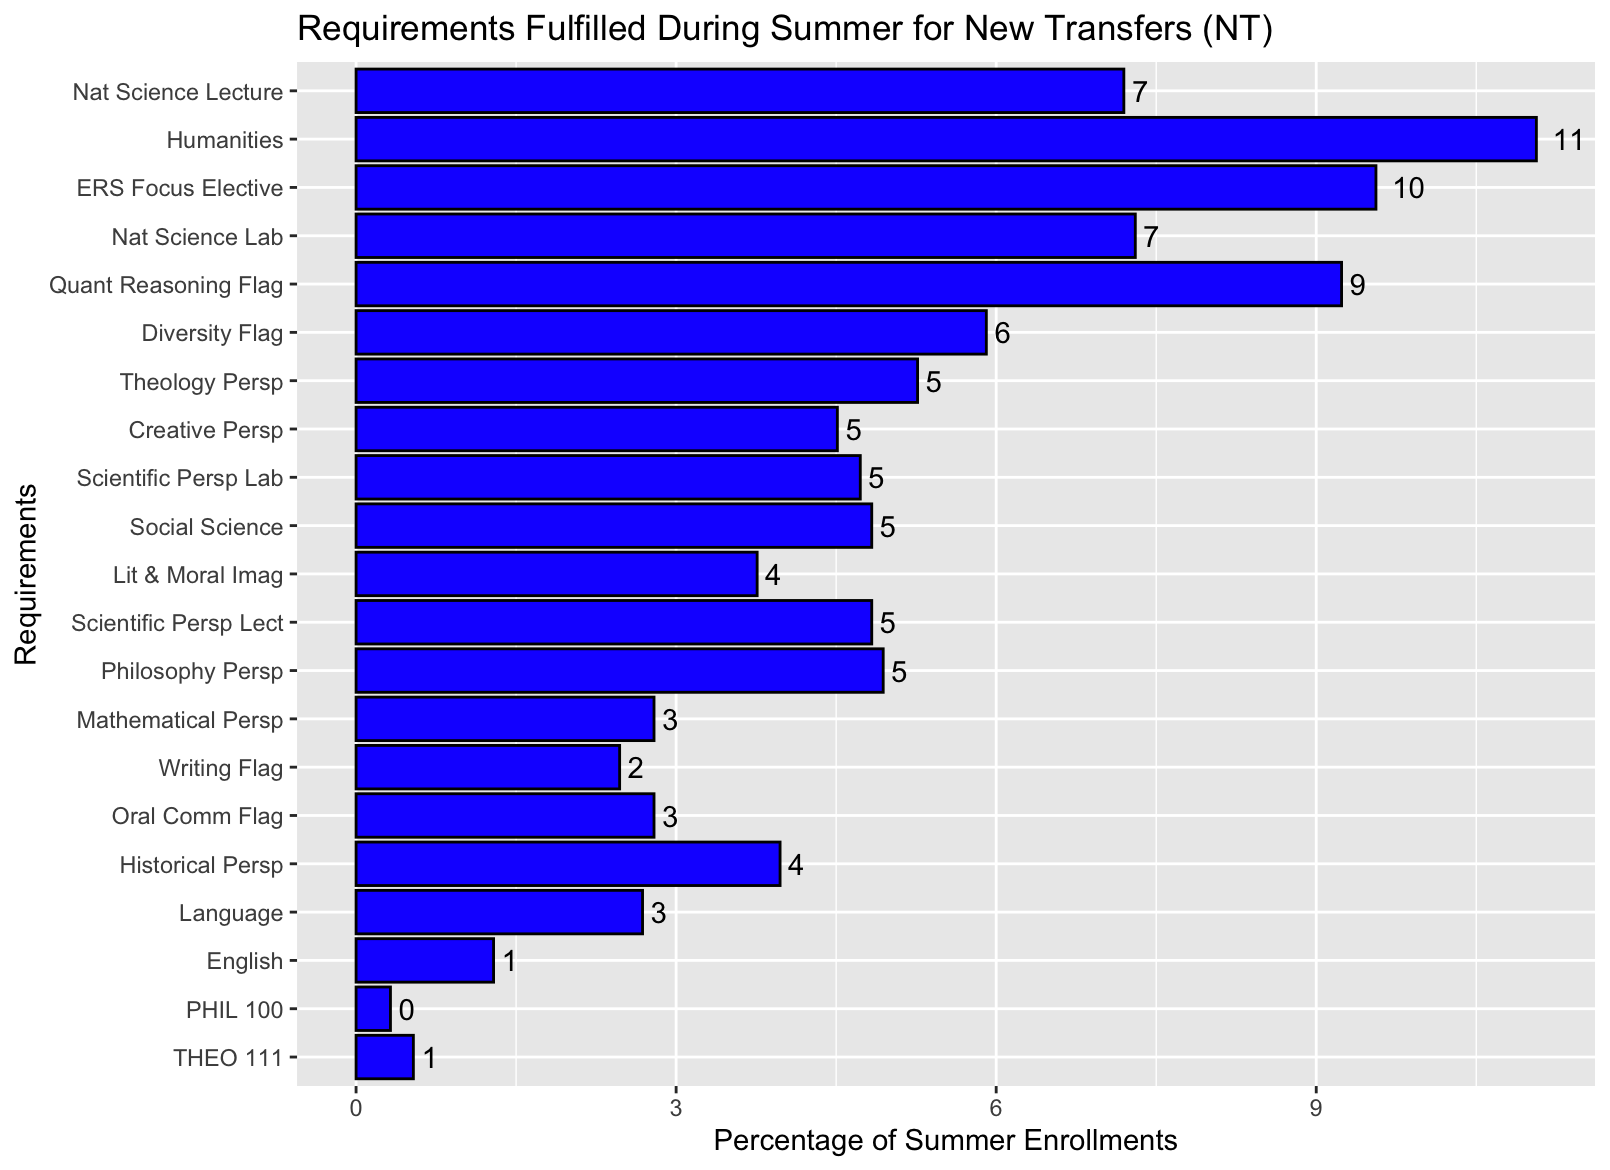 Requirements Fulfilled During Summer for New Transfers (NT)
Requirements
Nat Science Lecture 7
Humanities 11
ERS Focus Elective 10
Nat Science Lab 7
Quant Reasoning Flag 9
Diversity Flag 6
Theology Persp 5
Creative Persp 5
Scientific Persp Lab 5
Social Science 5
Lit & Moral Imag 4
Scientific Persp Lect 5
Philosophy Persp 5
Mathematical Persp 3
Writing Flag 2
Oral Comm Flag 3
Historical Persp 4
Language 3
English 1
PHIL 100 0
THEO 111 1
0 3 6 9
Percentage of Summer Enrollments